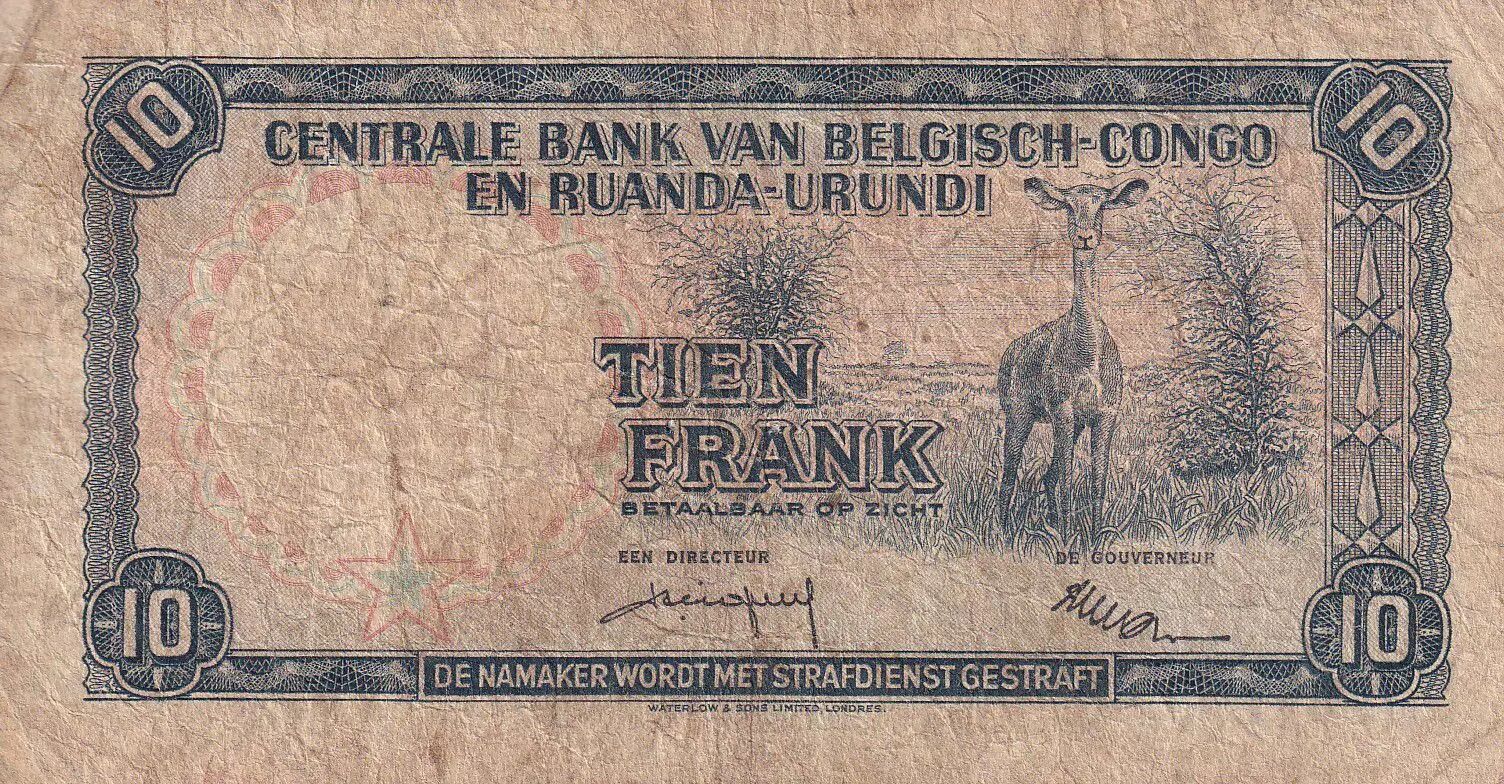 10 10
CENTRALE BANK VAN BELGISCH-CONGO
EN RUANDA-URUNDI
TIEN
FRANK
BETAALBAAR OP ZICHT
EEN DIRECTEUR DE GOUVERNEUR
10 10
DE NAMAKER WORDT MET STRAFDIENST GESTRAFT
WATERLOW & SONS LIMITED, LONDRES.